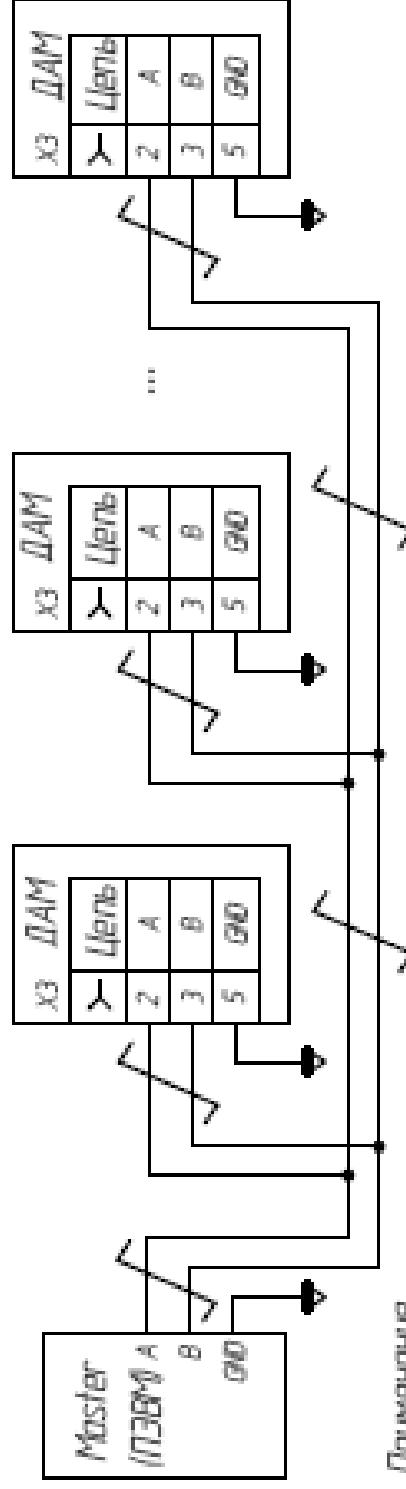 Master
(ПЭВМ) A
B
GND
X3 ДАМ
Цепь
2 A
3 B
5 GND
X3 ДАМ
Цепь
2 A
3 B
5 GND
...
X3 ДАМ
Цепь
2 A
3 B
5 GND